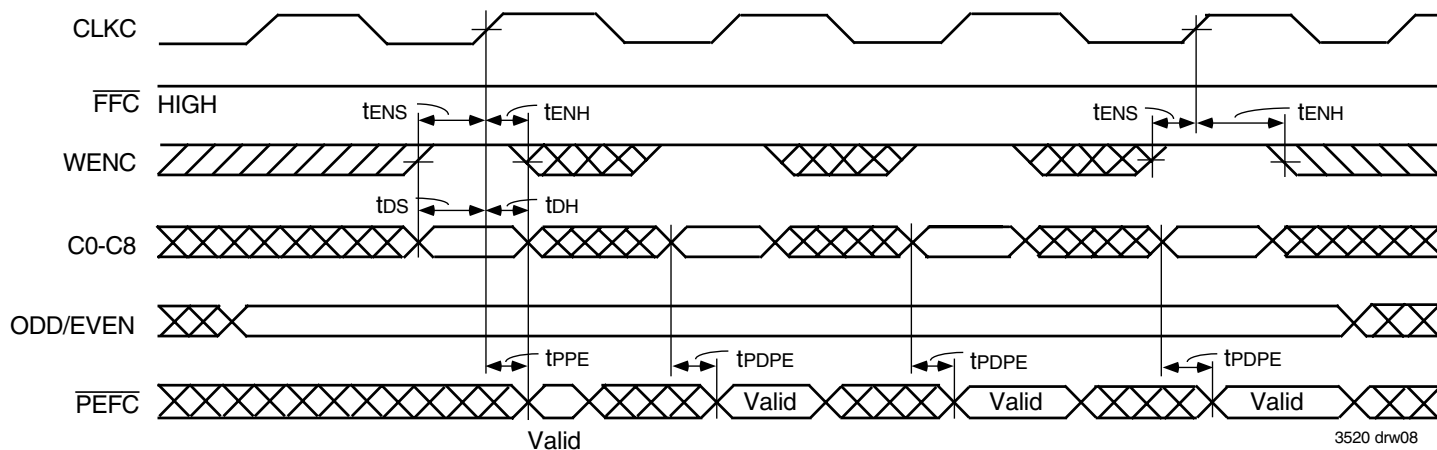 CLKC
FFC HIGH
tENS tENH tENS tENH
WENC
tDS tDH
C0-C8
ODD/EVEN
tPPE tPDPE tPDPE tPDPE
PEFC Valid Valid Valid
Valid
3520 drw08